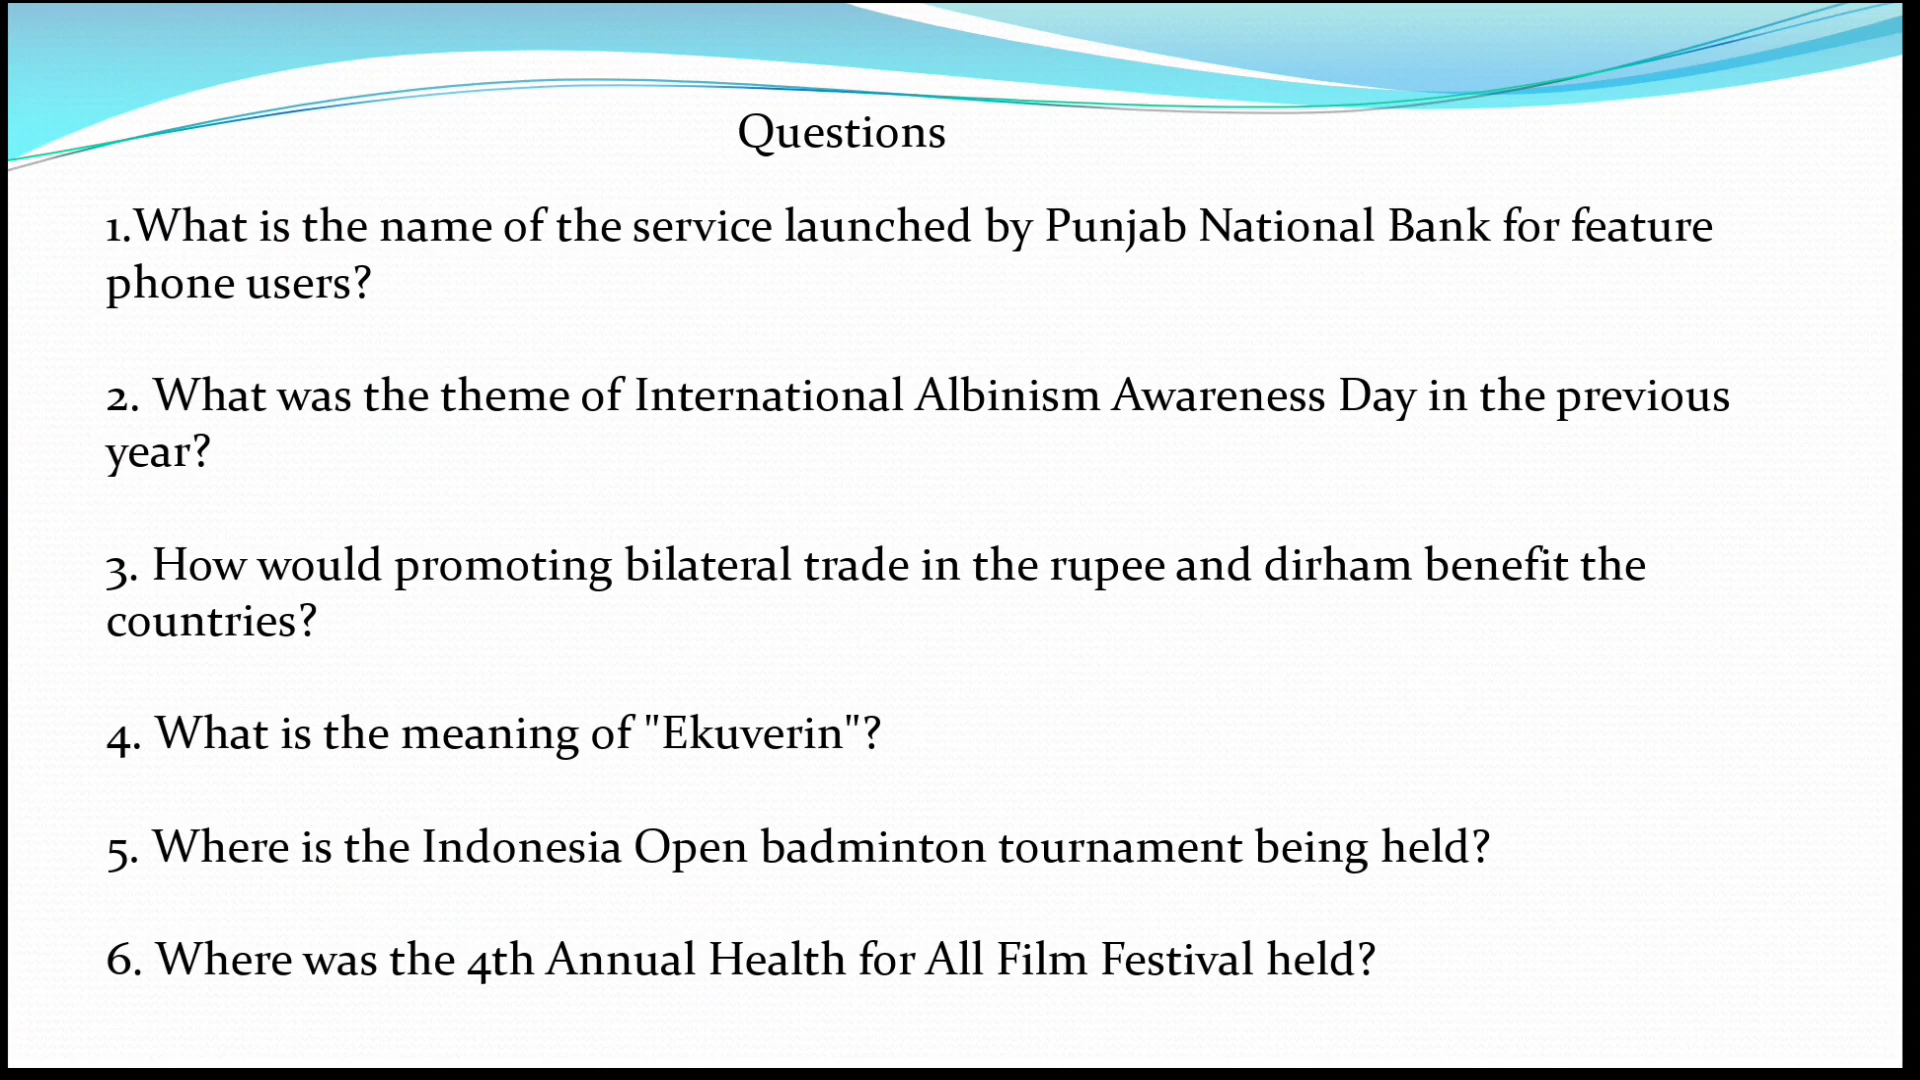 Questions
1.What is the name of the service launched by Punjab National Bank for feature
phone users?
2. What was the theme of International Albinism Awareness Day in the previous
year?
3. How would promoting bilateral trade in the rupee and dirham benefit the
countries?
4. What is the meaning of "Ekuverin"?
5. Where is the Indonesia Open badminton tournament being held?
6. Where was the 4th Annual Health for All Film Festival held?